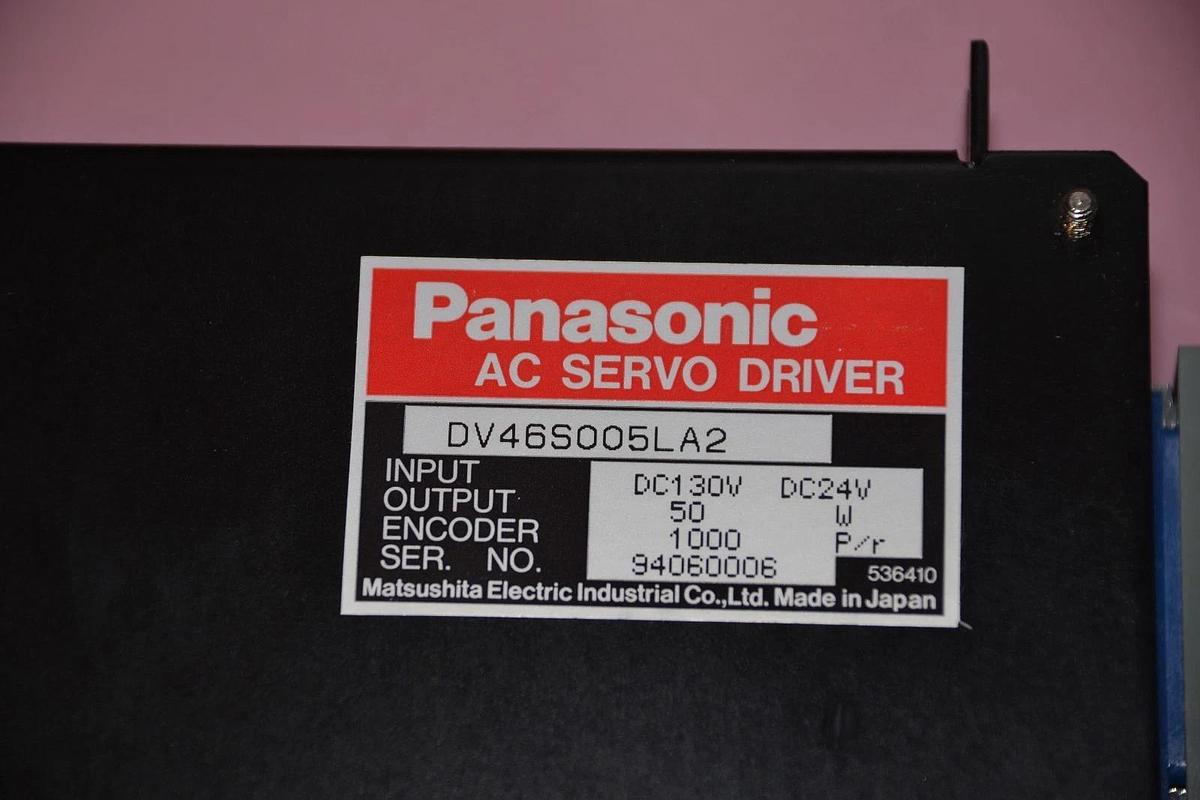 Panasonic
AC SERVO DRIVER
DV46S005LA2
INPUT DC130V DC24V
OUTPUT 50 W
ENCODER 1000 P/r
SER. NO. 94060006
536410
Matsushita Electric Industrial Co.,Ltd. Made in Japan